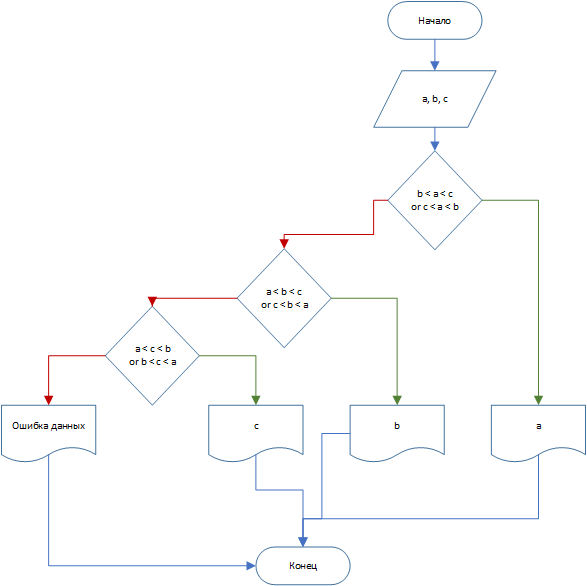 Начало
a, b, c
b < a < c
or c < a < b
a < b < c
or c < b < a
a < c < b
or b < c < a
Ошибка данных
c
b
a
Конец